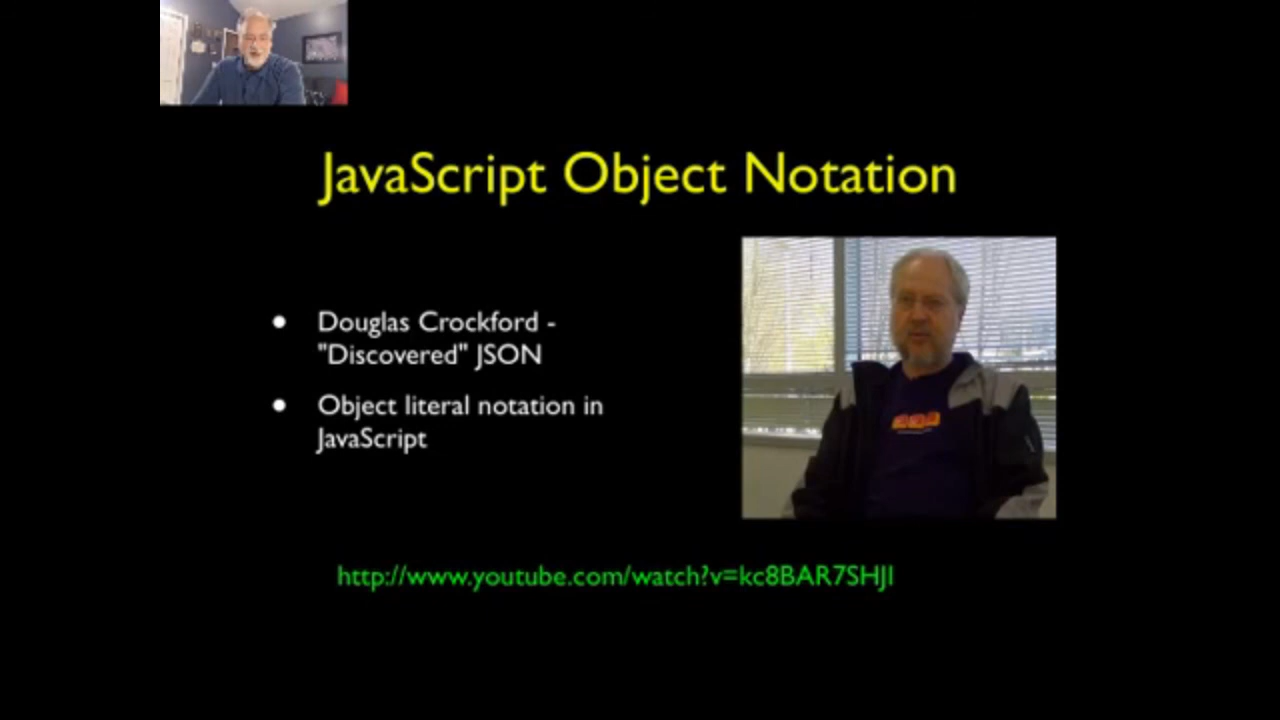 JavaScript Object Notation
Douglas Crockford -
"Discovered" JSON
Object literal notation in
JavaScript
http://www.youtube.com/watch?v=kc8BAR7SHJI